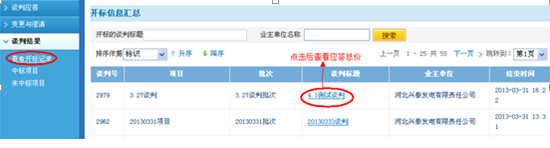 谈判应答
变更与澄清
谈判结果
查看开标记录
中标项目
未中标项目
开标信息汇总
开标的谈判标题 业主单位名称 搜索
排序依据 标识 升序 降序 上一页 1 - 25 共 55 下一页 跳转到: 第1页
点击后查看应答总价
谈判号 项目 批次 谈判标题 业主单位 结束时间
2979 3.27谈判 3.27谈判批次 4.1测试谈判 河北兴泰发电有限责任公司 2013-03-31 16:2
2
2962 20130331项目 20130331批次 20130333谈判 河北兴泰发电有限责任公司 2013-03-31 13:3